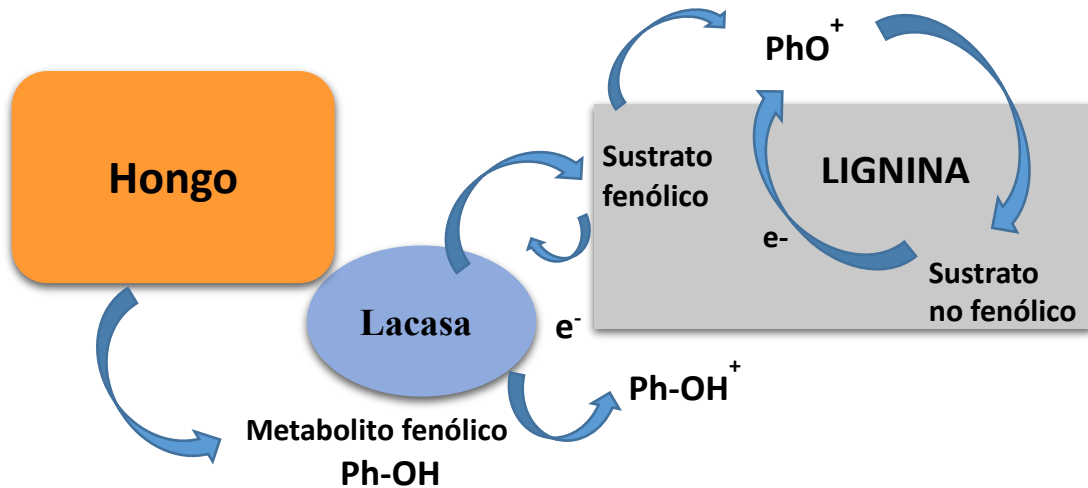 PhO+
Hongo
Sustrato
fenólico
LIGNINA
e-
Sustrato
no fenólico
Lacasa
e-
Ph-OH+
Metabolito fenólico
Ph-OH